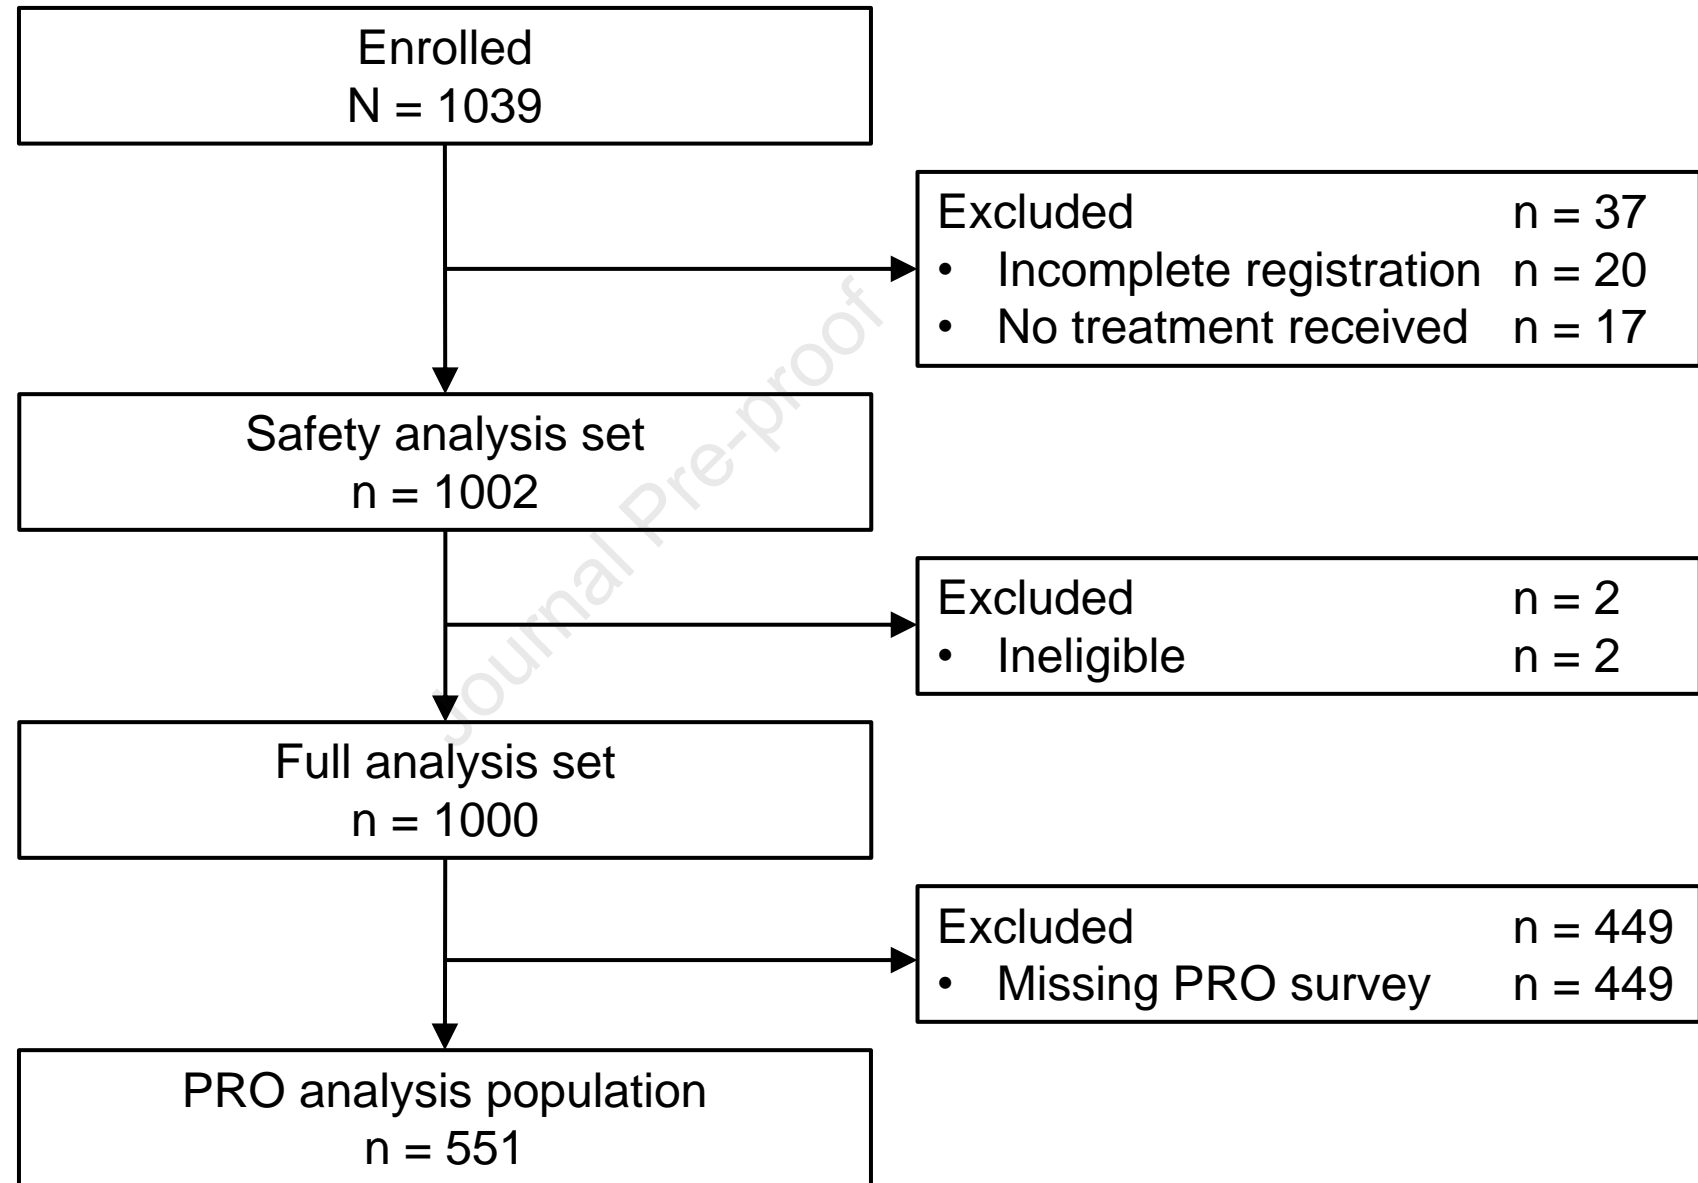 Enrolled
N = 1039
Excluded n = 37
• Incomplete registration n = 20
• No treatment received n = 17
Safety analysis set
n = 1002
Excluded n = 2
• Ineligible n = 2
Full analysis set
n = 1000
Excluded n = 449
• Missing PRO survey n = 449
PRO analysis population
n = 551
Journal Pre-proof